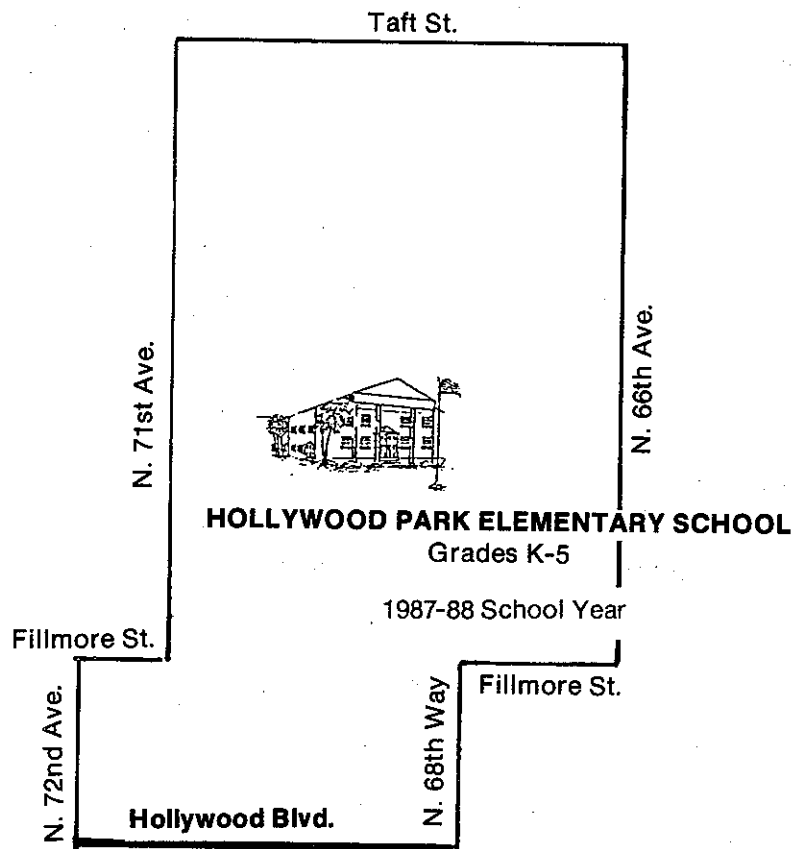 Taft St.
N. 71st Ave.
N. 66th Ave.
HOLLYWOOD PARK ELEMENTARY SCHOOL
Grades K-5
1987-88 School Year
Fillmore St.
Fillmore St.
N. 72nd Ave.
N. 68th Way
Hollywood Blvd.